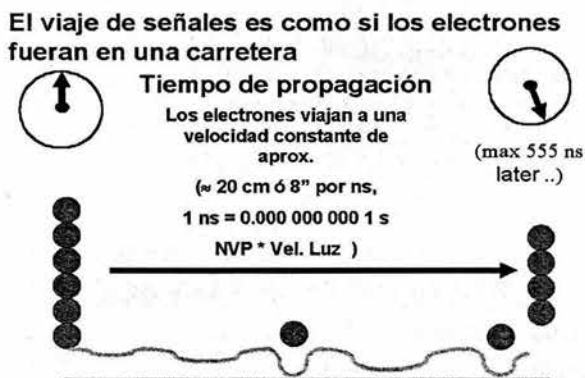 El viaje de señales es como si los electrones
fueran en una carretera
Tiempo de propagación
Los electrones viajan a una
velocidad constante de
aprox.
(≈ 20 cm ó 8" por ns,
1 ns = 0.000 000 000 1 s
NVP * Vel. Luz )
(max 555 ns
later ..)